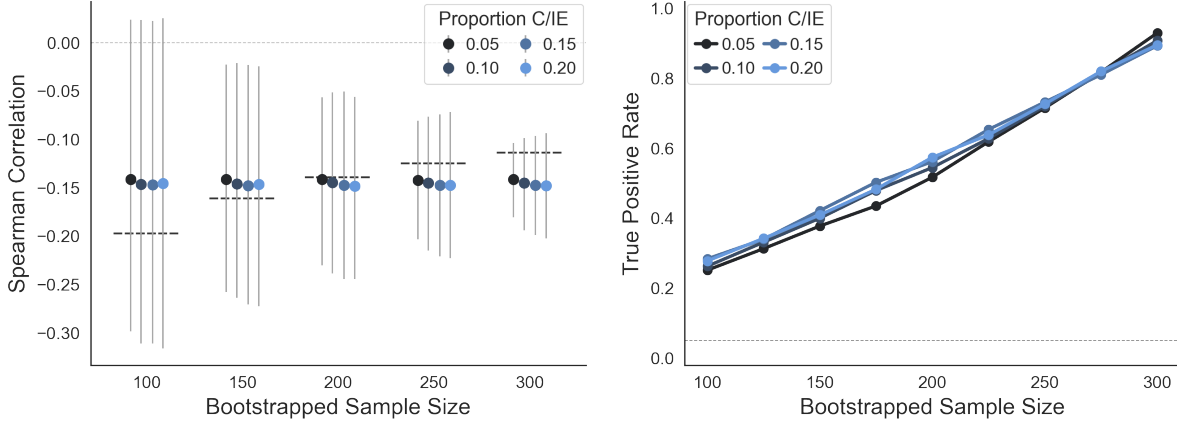 Proportion C/IE
0.05 0.15
0.10 0.20
0.00
−0.05
−0.10
−0.15
−0.20
−0.25
−0.30
Spearman Correlation
100 150 200 250 300
Bootstrapped Sample Size
Proportion C/IE
0.05 0.15
0.10 0.20
1.0
0.8
0.6
0.4
0.2
0.0
True Positive Rate
100 150 200 250 300
Bootstrapped Sample Size